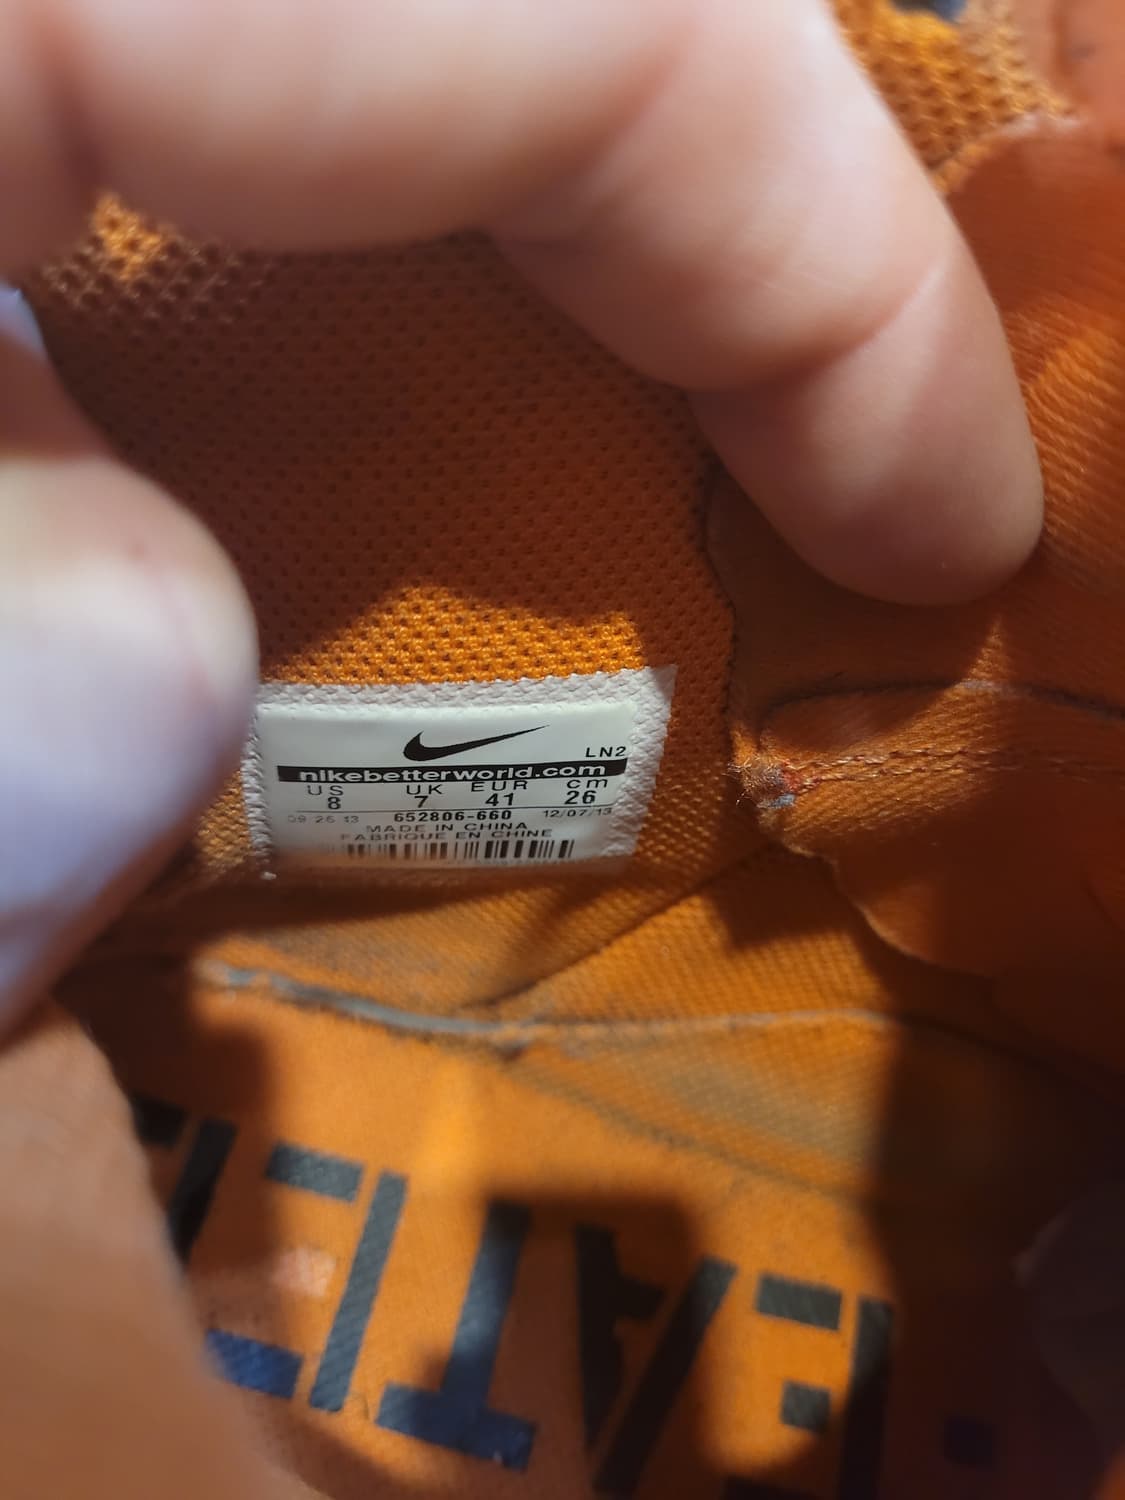 LN2
nikebetterworld.com
US UK EUR cm
8 7 41 26
09 26 13 652806-660 12/07/13
MADE IN CHINA
FABRIQUE EN CHINE